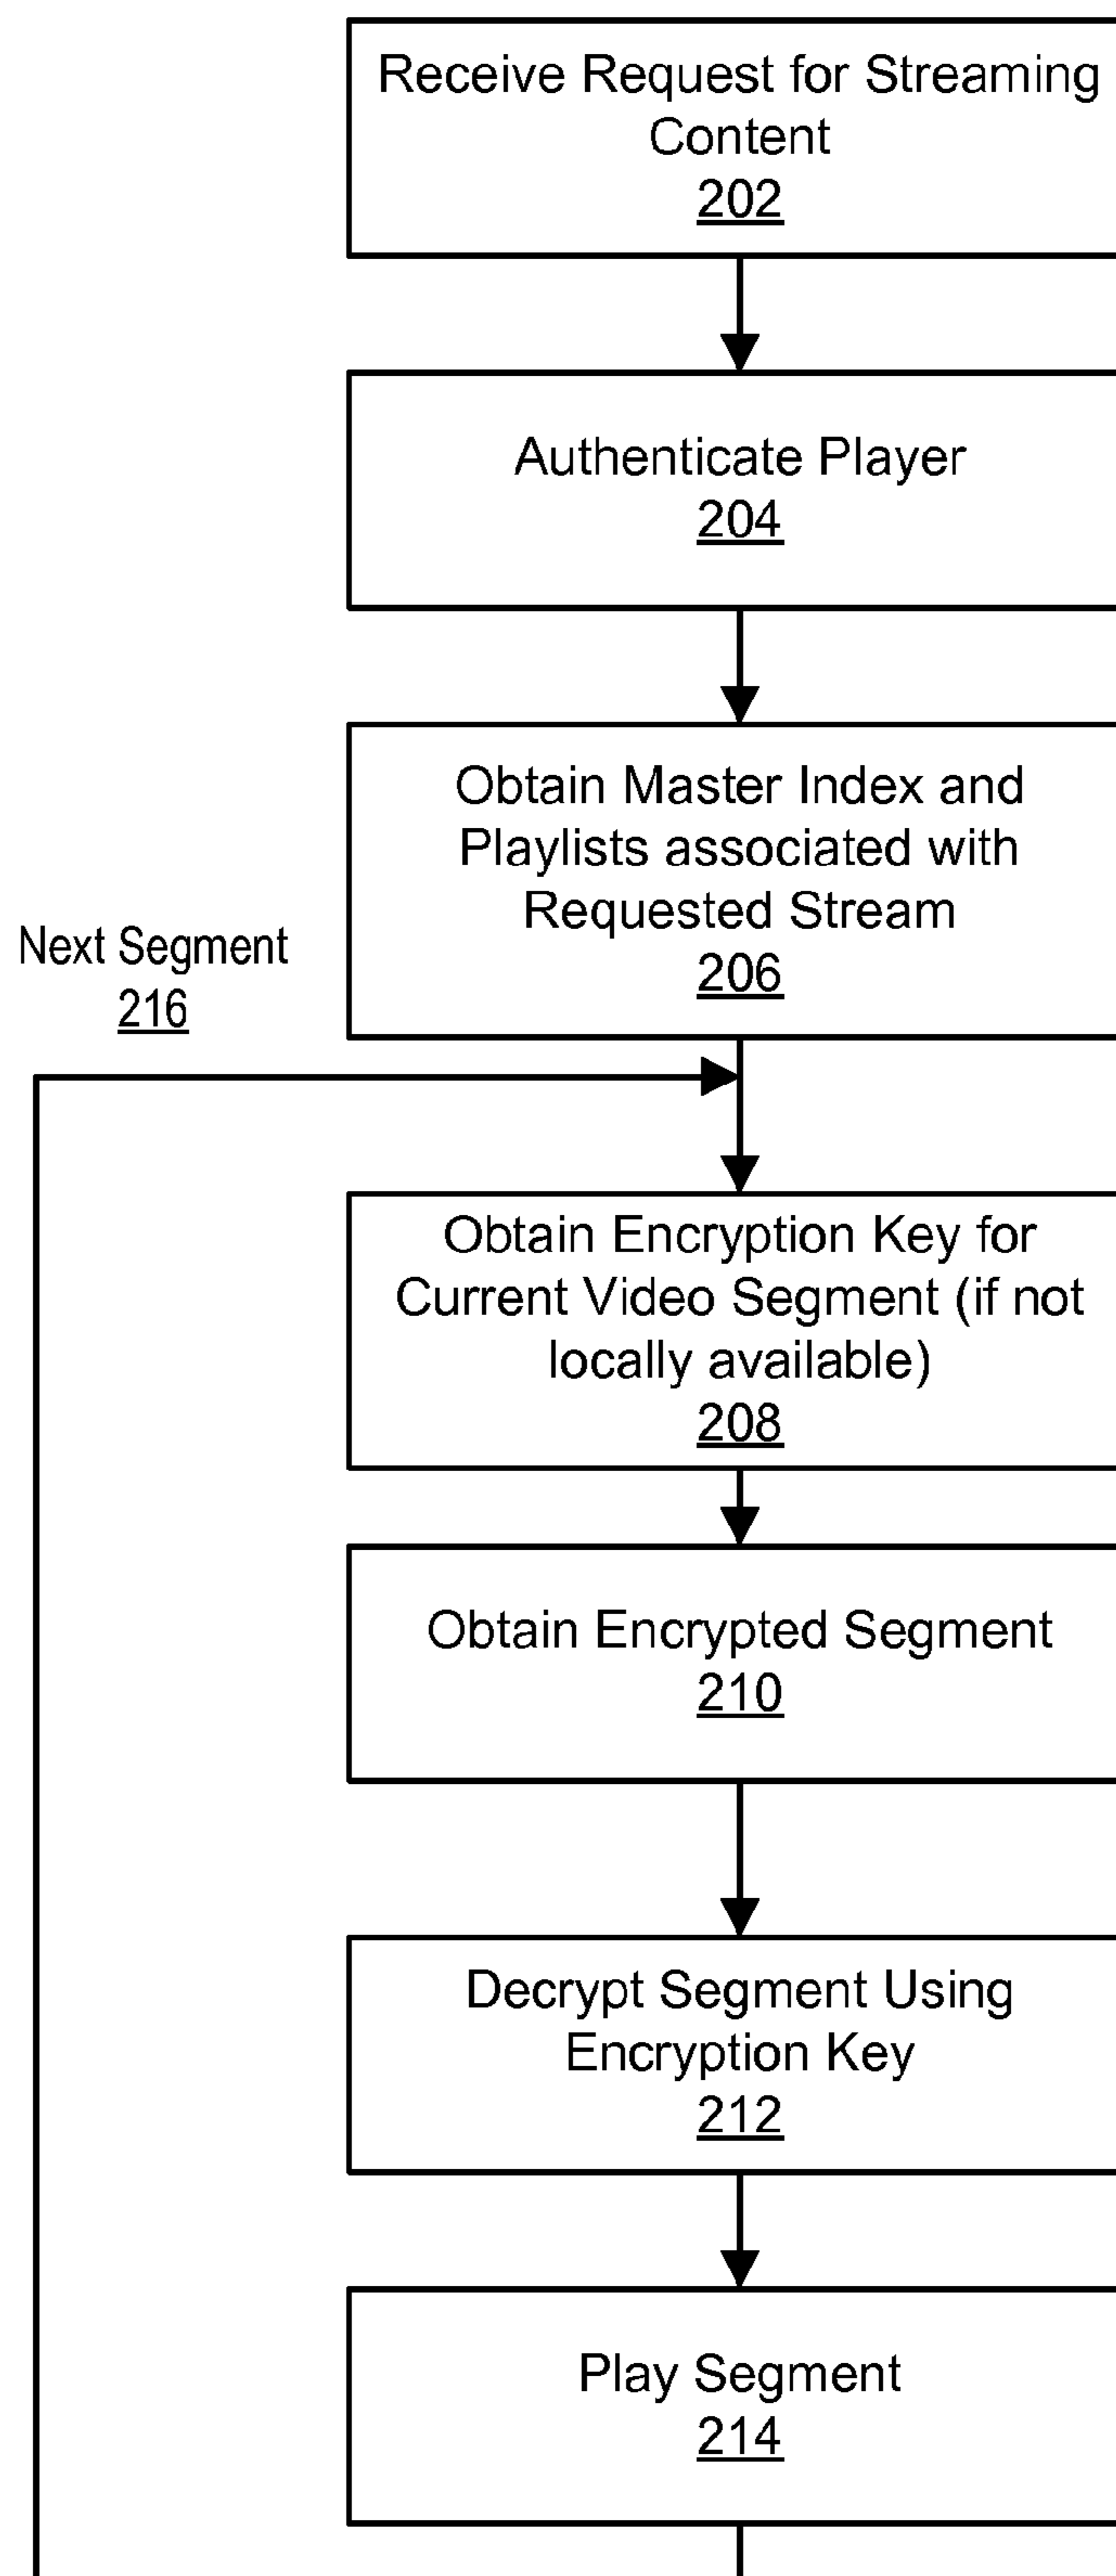 Receive Request for Streaming
Content
202
Authenticate Player
204
Obtain Master Index and
Playlists associated with
Requested Stream
206
Next Segment
216
Obtain Encryption Key for
Current Video Segment (if not
locally available)
208
Obtain Encrypted Segment
210
Decrypt Segment Using
Encryption Key
212
Play Segment
214